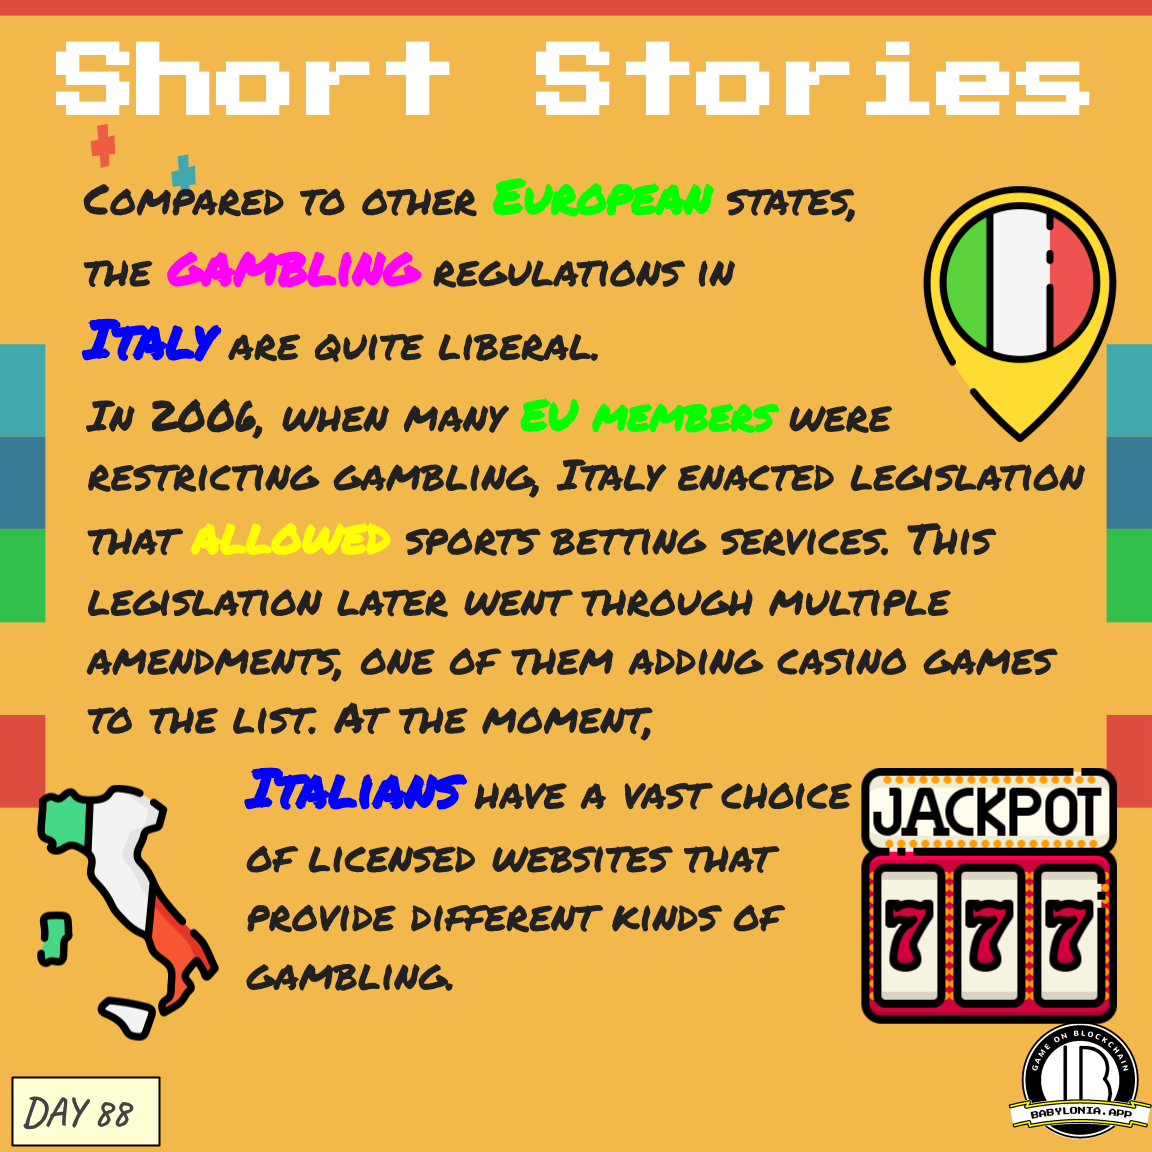 Short Stories
Compared to other European states,
the gambling regulations in
Italy are quite liberal.
In 2006, when many EU members were
restricting gambling, Italy enacted legislation
that allowed sports betting services. This
legislation later went through multiple
amendments, one of them adding casino games
to the list. At the moment,
Italians have a vast choice
of licensed websites that
provide different kinds of
gambling.
JACKPOT
7 7 7
GAME ON BLOCKCHAIN
BABYLONIA.APP
DAY 88